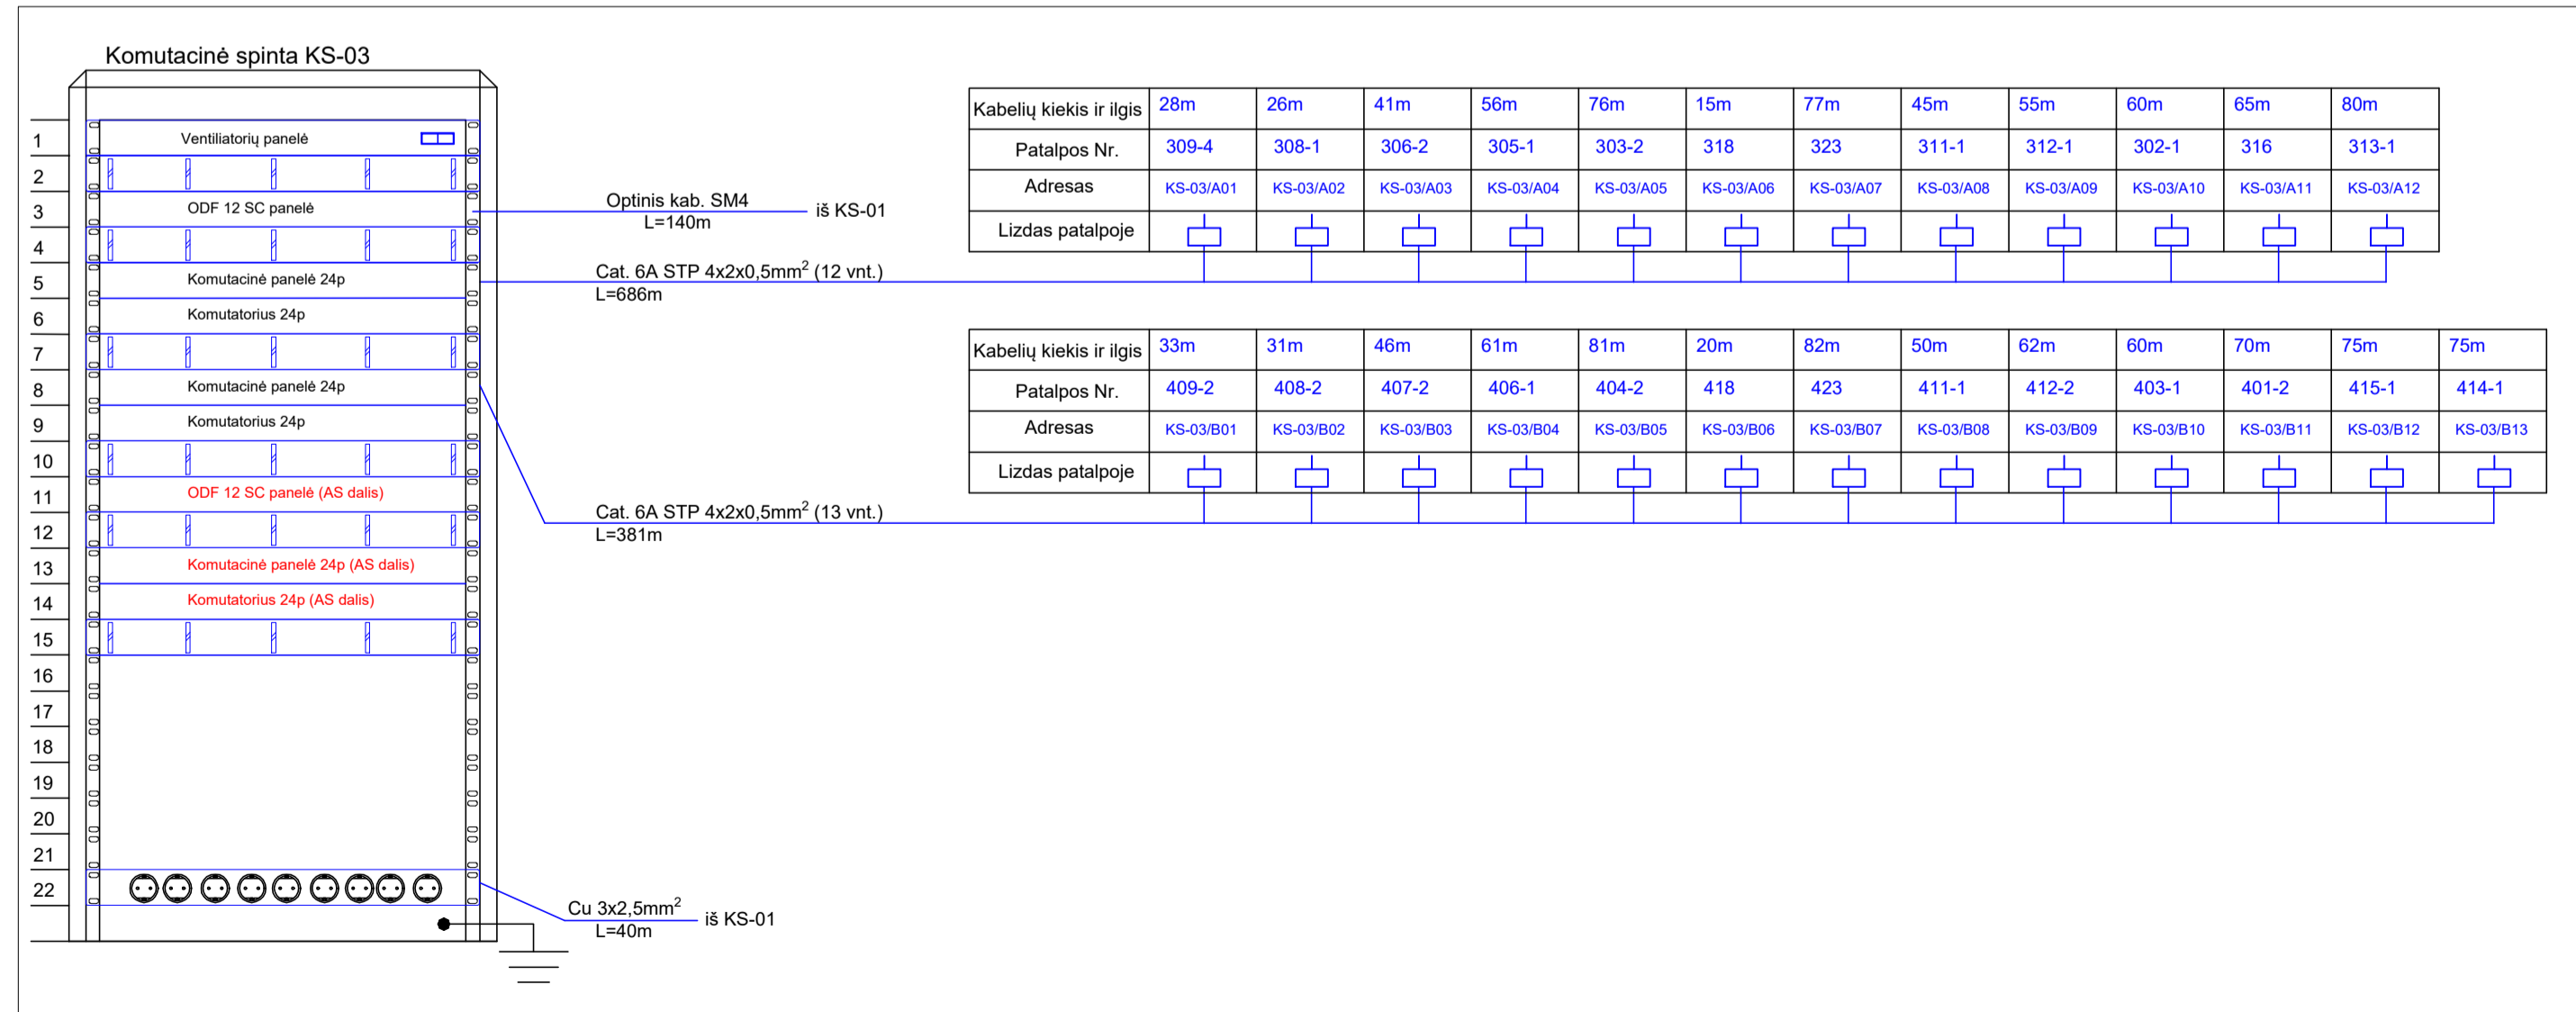 Komutacinė spinta KS-03
1 Ventiliatorių panelė
2
3 ODF 12 SC panelė
4
5 Komutacinė panelė 24p
6 Komutatorius 24p
7
8 Komutacinė panelė 24p
9 Komutatorius 24p
10
11 ODF 12 SC panelė (AS dalis)
12
13 Komutacinė panelė 24p (AS dalis)
14 Komutatorius 24p (AS dalis)
15
16
17
18
19
20
21
22
Optinis kab. SM4
L=140m
iš KS-01
Cat. 6A STP 4x2x0,5mm² (12 vnt.)
L=686m
Kabelių kiekis ir ilgis 28m 26m 41m 56m 76m 15m 77m 45m 55m 60m 65m 80m
Patalpos Nr. 309-4 308-1 306-2 305-1 303-2 318 323 311-1 312-1 302-1 316 313-1
Adresas KS-03/A01 KS-03/A02 KS-03/A03 KS-03/A04 KS-03/A05 KS-03/A06 KS-03/A07 KS-03/A08 KS-03/A09 KS-03/A10 KS-03/A11 KS-03/A12
Lizdas patalpoje
Kabelių kiekis ir ilgis 33m 31m 46m 61m 81m 20m 82m 50m 62m 60m 70m 75m 75m
Patalpos Nr. 409-2 408-2 407-2 406-1 404-2 418 423 411-1 412-2 403-1 401-2 415-1 414-1
Adresas KS-03/B01 KS-03/B02 KS-03/B03 KS-03/B04 KS-03/B05 KS-03/B06 KS-03/B07 KS-03/B08 KS-03/B09 KS-03/B10 KS-03/B11 KS-03/B12 KS-03/B13
Lizdas patalpoje
Cat. 6A STP 4x2x0,5mm² (13 vnt.)
L=381m
Cu 3x2,5mm²
L=40m
iš KS-01